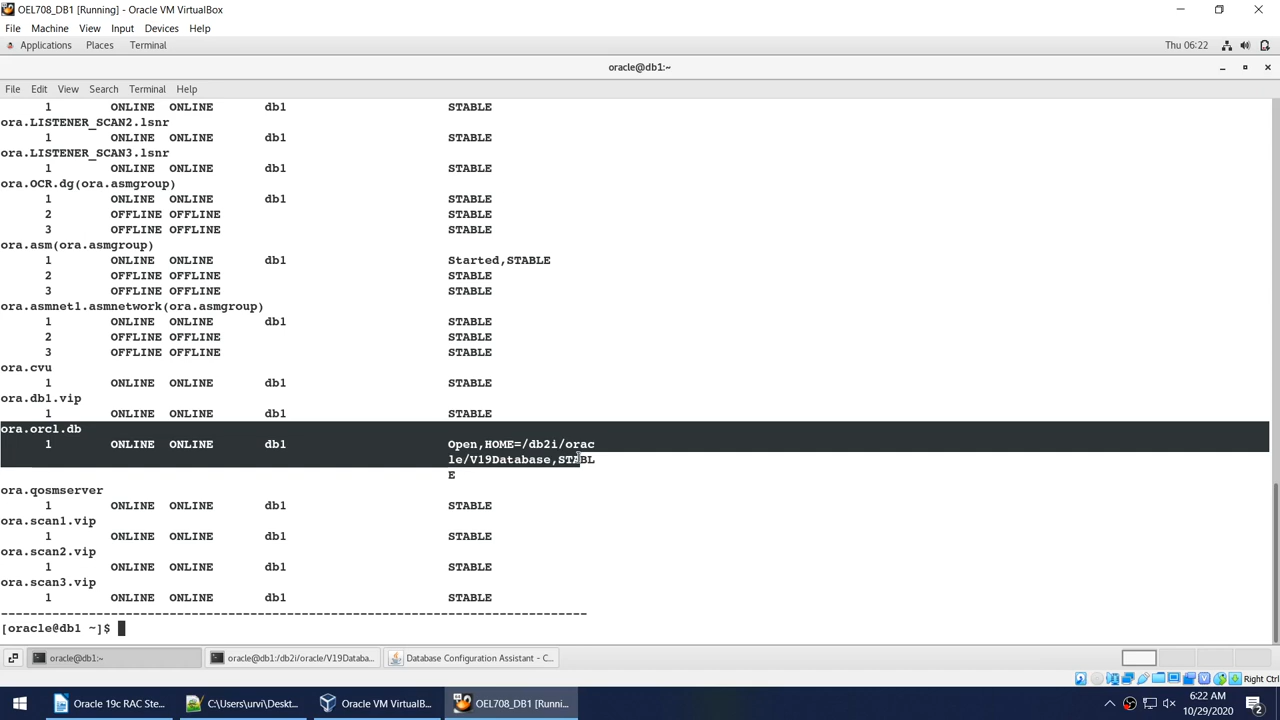 OEL708_DB1 [Running] - Oracle VM VirtualBox
File Machine View Input Devices Help
Applications Places Terminal Thu 06:22
oracle@db1:~
File Edit View Search Terminal Help
1 ONLINE ONLINE db1 STABLE
ora.LISTENER_SCAN2.lsnr
1 ONLINE ONLINE db1 STABLE
ora.LISTENER_SCAN3.lsnr
1 ONLINE ONLINE db1 STABLE
ora.OCR.dg(ora.asmgroup)
1 ONLINE ONLINE db1 STABLE
2 OFFLINE OFFLINE STABLE
3 OFFLINE OFFLINE STABLE
ora.asm(ora.asmgroup)
1 ONLINE ONLINE db1 Started,STABLE
2 OFFLINE OFFLINE STABLE
3 OFFLINE OFFLINE STABLE
ora.asmnet1.asmnetwork(ora.asmgroup)
1 ONLINE ONLINE db1 STABLE
2 OFFLINE OFFLINE STABLE
3 OFFLINE OFFLINE STABLE
ora.cvu
1 ONLINE ONLINE db1 STABLE
ora.db1.vip
1 ONLINE ONLINE db1 STABLE
ora.orcl.db
1 ONLINE ONLINE db1 Open,HOME=/db2i/orac
le/V19Database,STABL
E
ora.qosmserver
1 ONLINE ONLINE db1 STABLE
ora.scan1.vip
1 ONLINE ONLINE db1 STABLE
ora.scan2.vip
1 ONLINE ONLINE db1 STABLE
ora.scan3.vip
1 ONLINE ONLINE db1 STABLE
--------------------------------------------------------------------------------
[oracle@db1 ~]$
oracle@db1:~ oracle@db1:/db2i/oracle/V19Databa... Database Configuration Assistant - C...
Right Ctrl
Oracle 19c RAC Ste... C:\Users\urvi\Deskt... Oracle VM VirtualB... OEL708_DB1 [Runni... 6:22 AM
10/29/2020 2